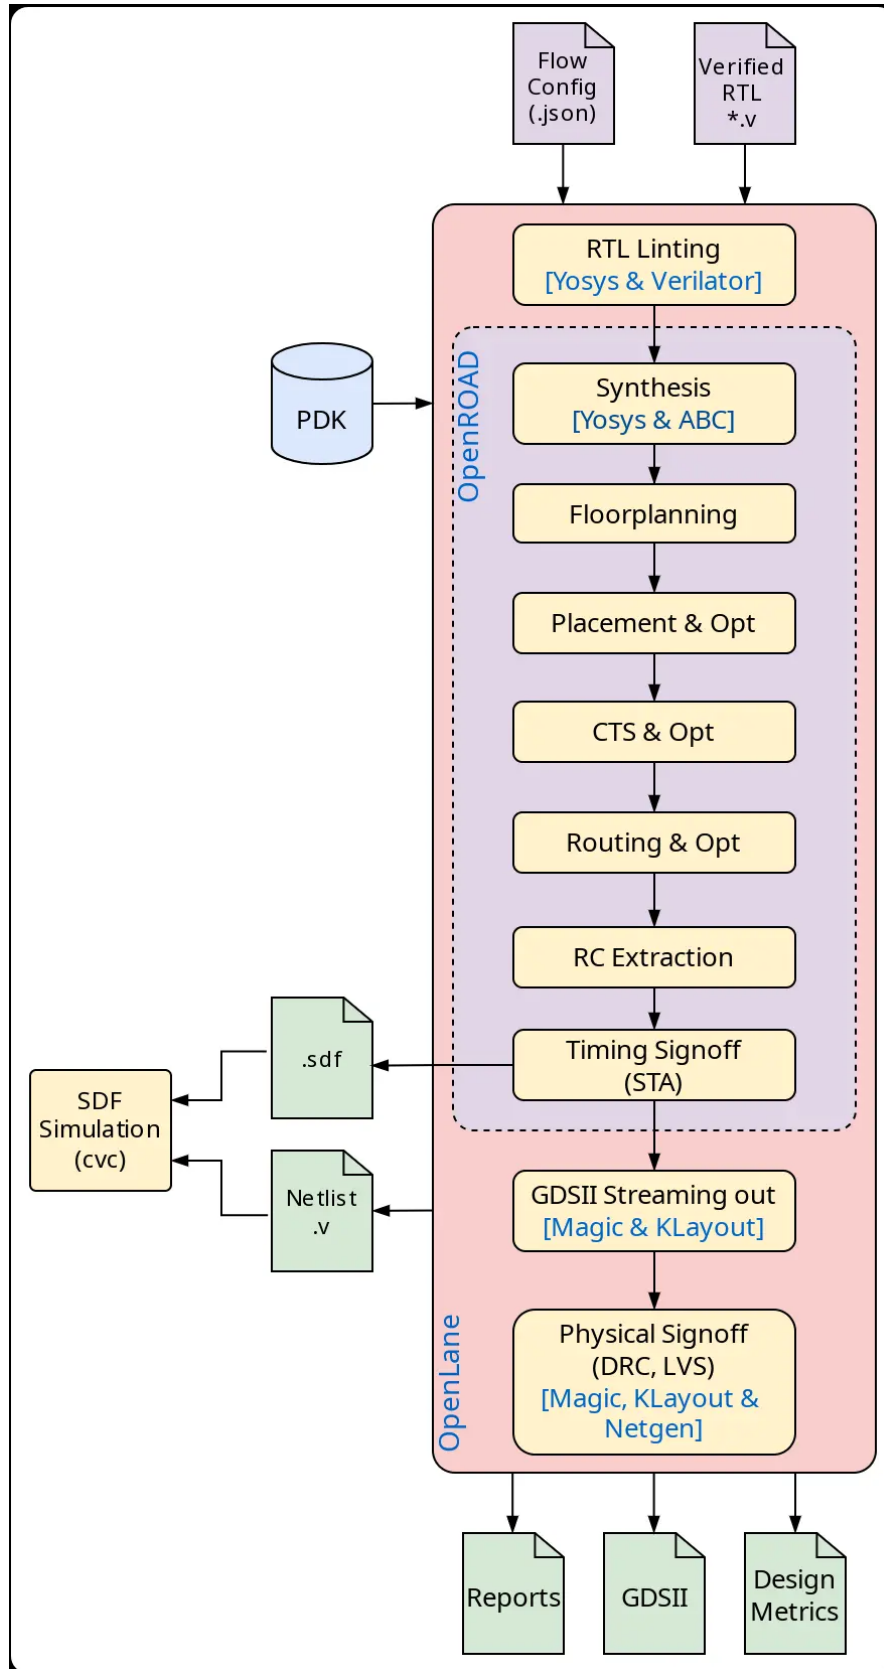 Flow
Config
(.json)
Verified
RTL
*.v
RTL Linting
[Yosys & Verilator]
OpenROAD
PDK
Synthesis
[Yosys & ABC]
Floorplanning
Placement & Opt
CTS & Opt
Routing & Opt
RC Extraction
Timing Signoff
(STA)
.sdf
SDF
Simulation
(cvc)
Netlist
.v
GDSII Streaming out
[Magic & KLayout]
OpenLane
Physical Signoff
(DRC, LVS)
[Magic, KLayout &
Netgen]
Reports
GDSII
Design
Metrics